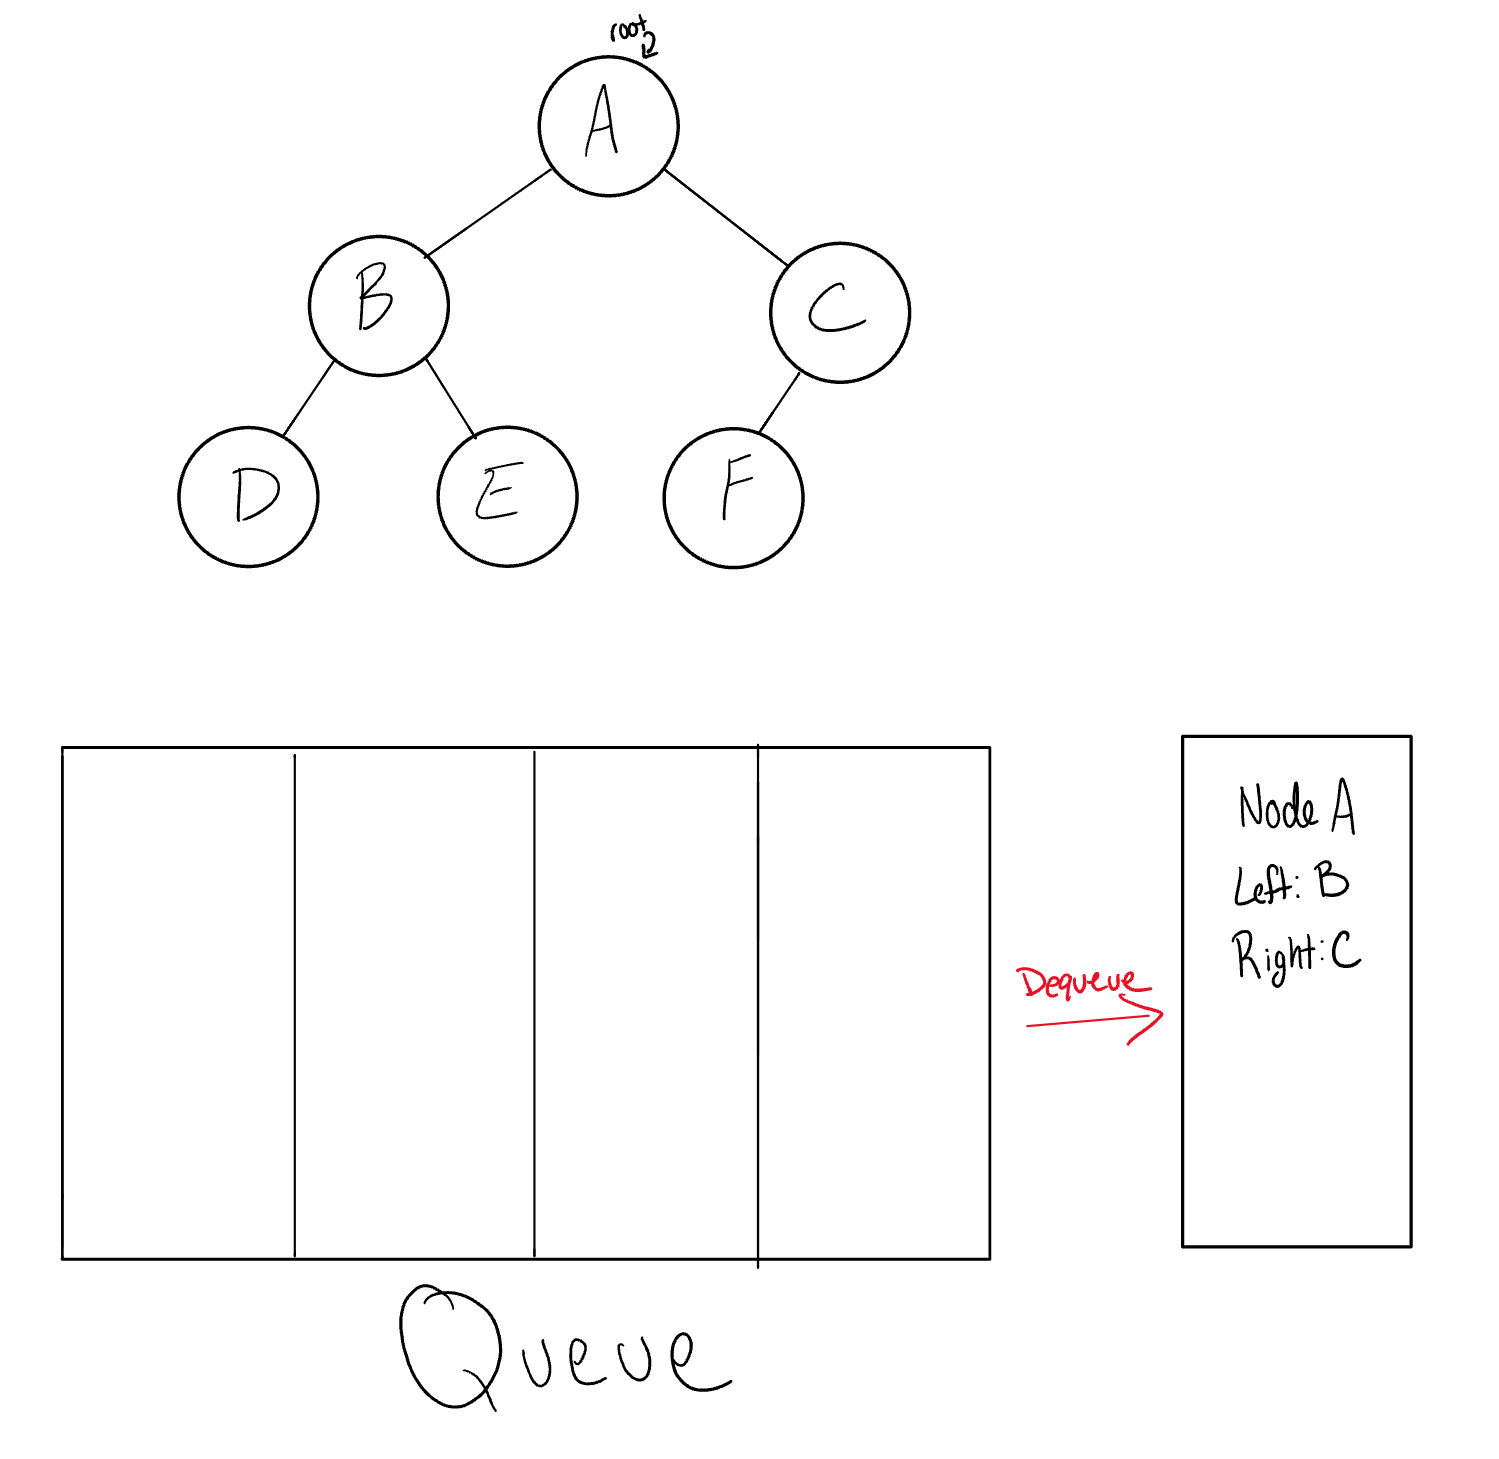 root
A
B
C
D
E
F
Node A
Left: B
Right: C
Dequeue
Queue